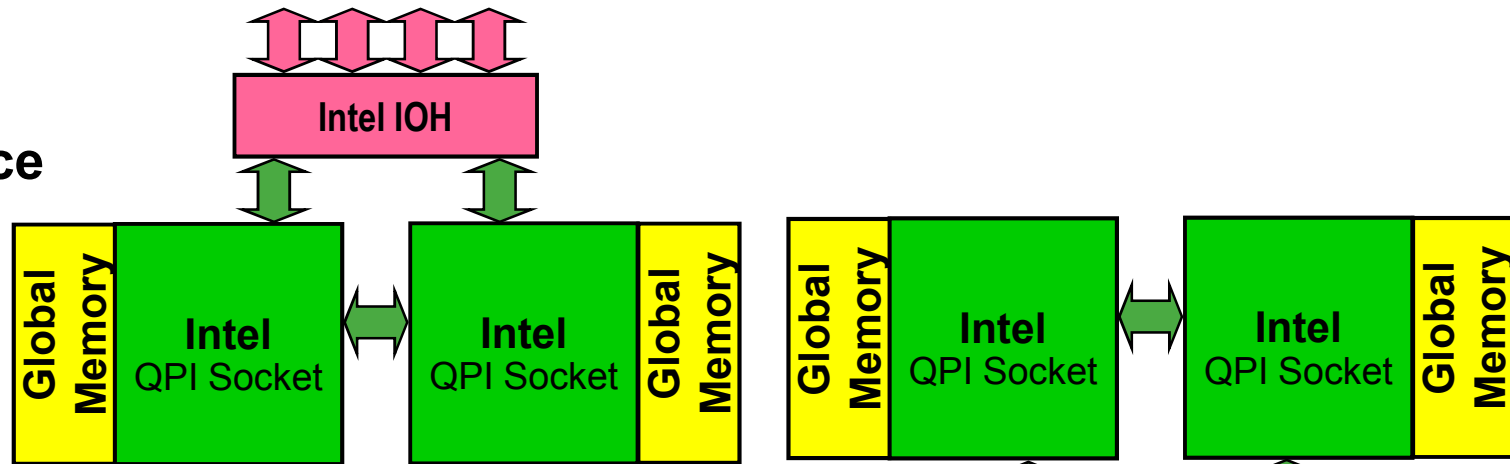 Intel IOH
ce
Global
Memory
Intel
QPI Socket
Intel
QPI Socket
Global
Memory
Global
Memory
Intel
QPI Socket
Intel
QPI Socket
Global
Memory